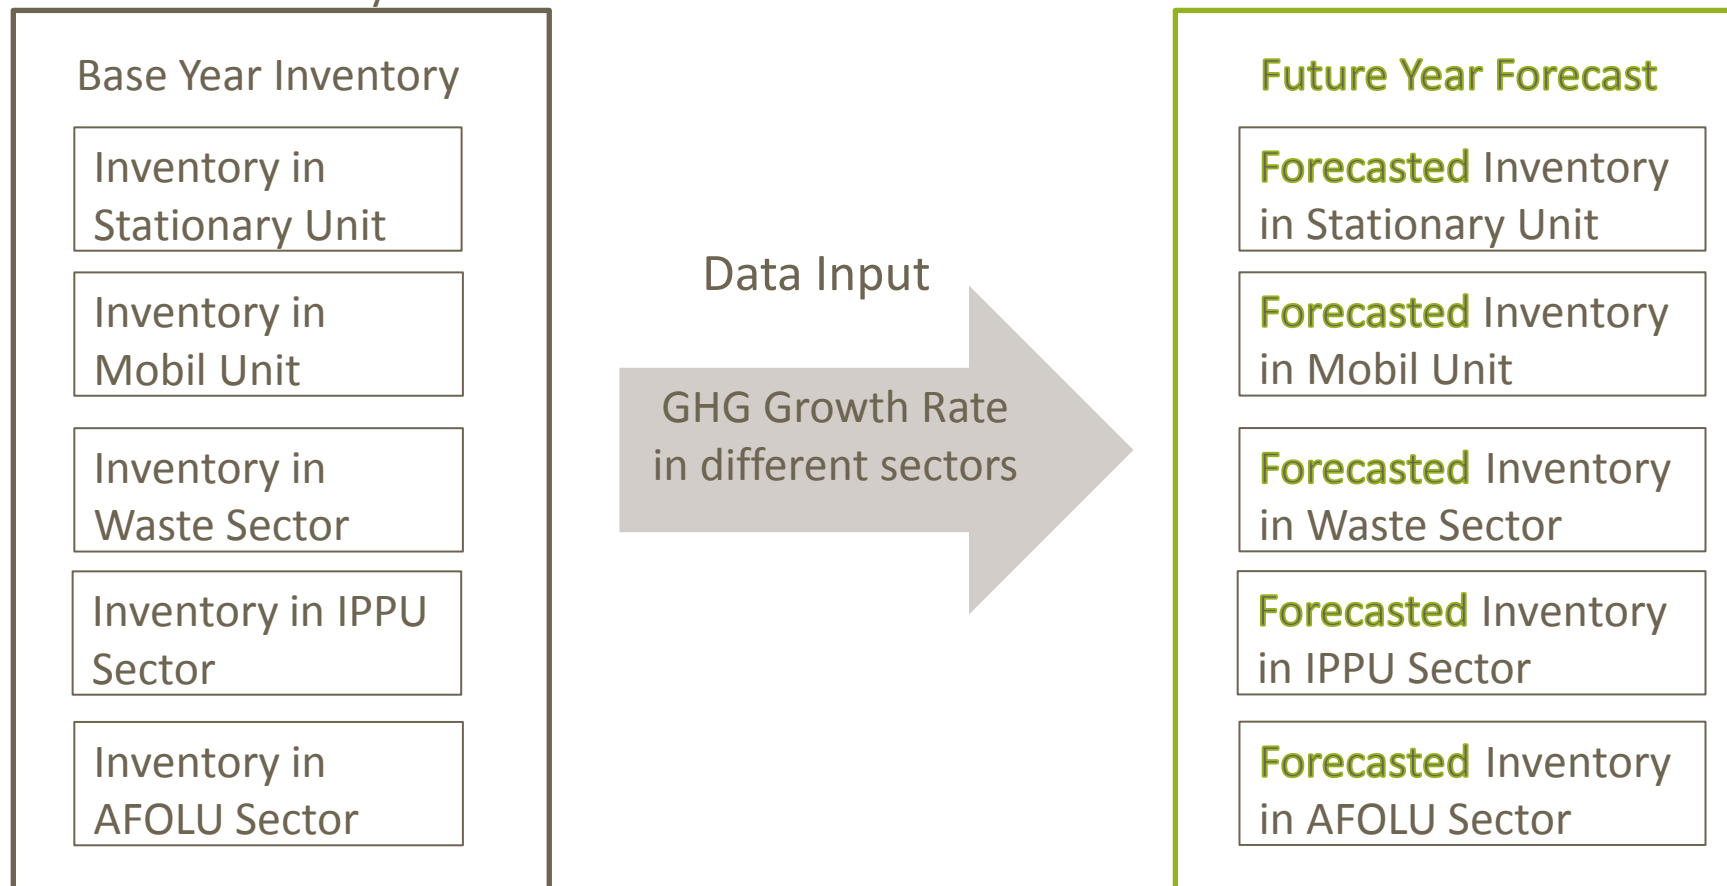 Base Year Inventory
Inventory in
Stationary Unit
Inventory in
Mobil Unit
Inventory in
Waste Sector
Inventory in IPPU
Sector
Inventory in
AFOLU Sector
Data Input
GHG Growth Rate
in different sectors
Future Year Forecast
Forecasted Inventory
in Stationary Unit
Forecasted Inventory
in Mobil Unit
Forecasted Inventory
in Waste Sector
Forecasted Inventory
in IPPU Sector
Forecasted Inventory
in AFOLU Sector